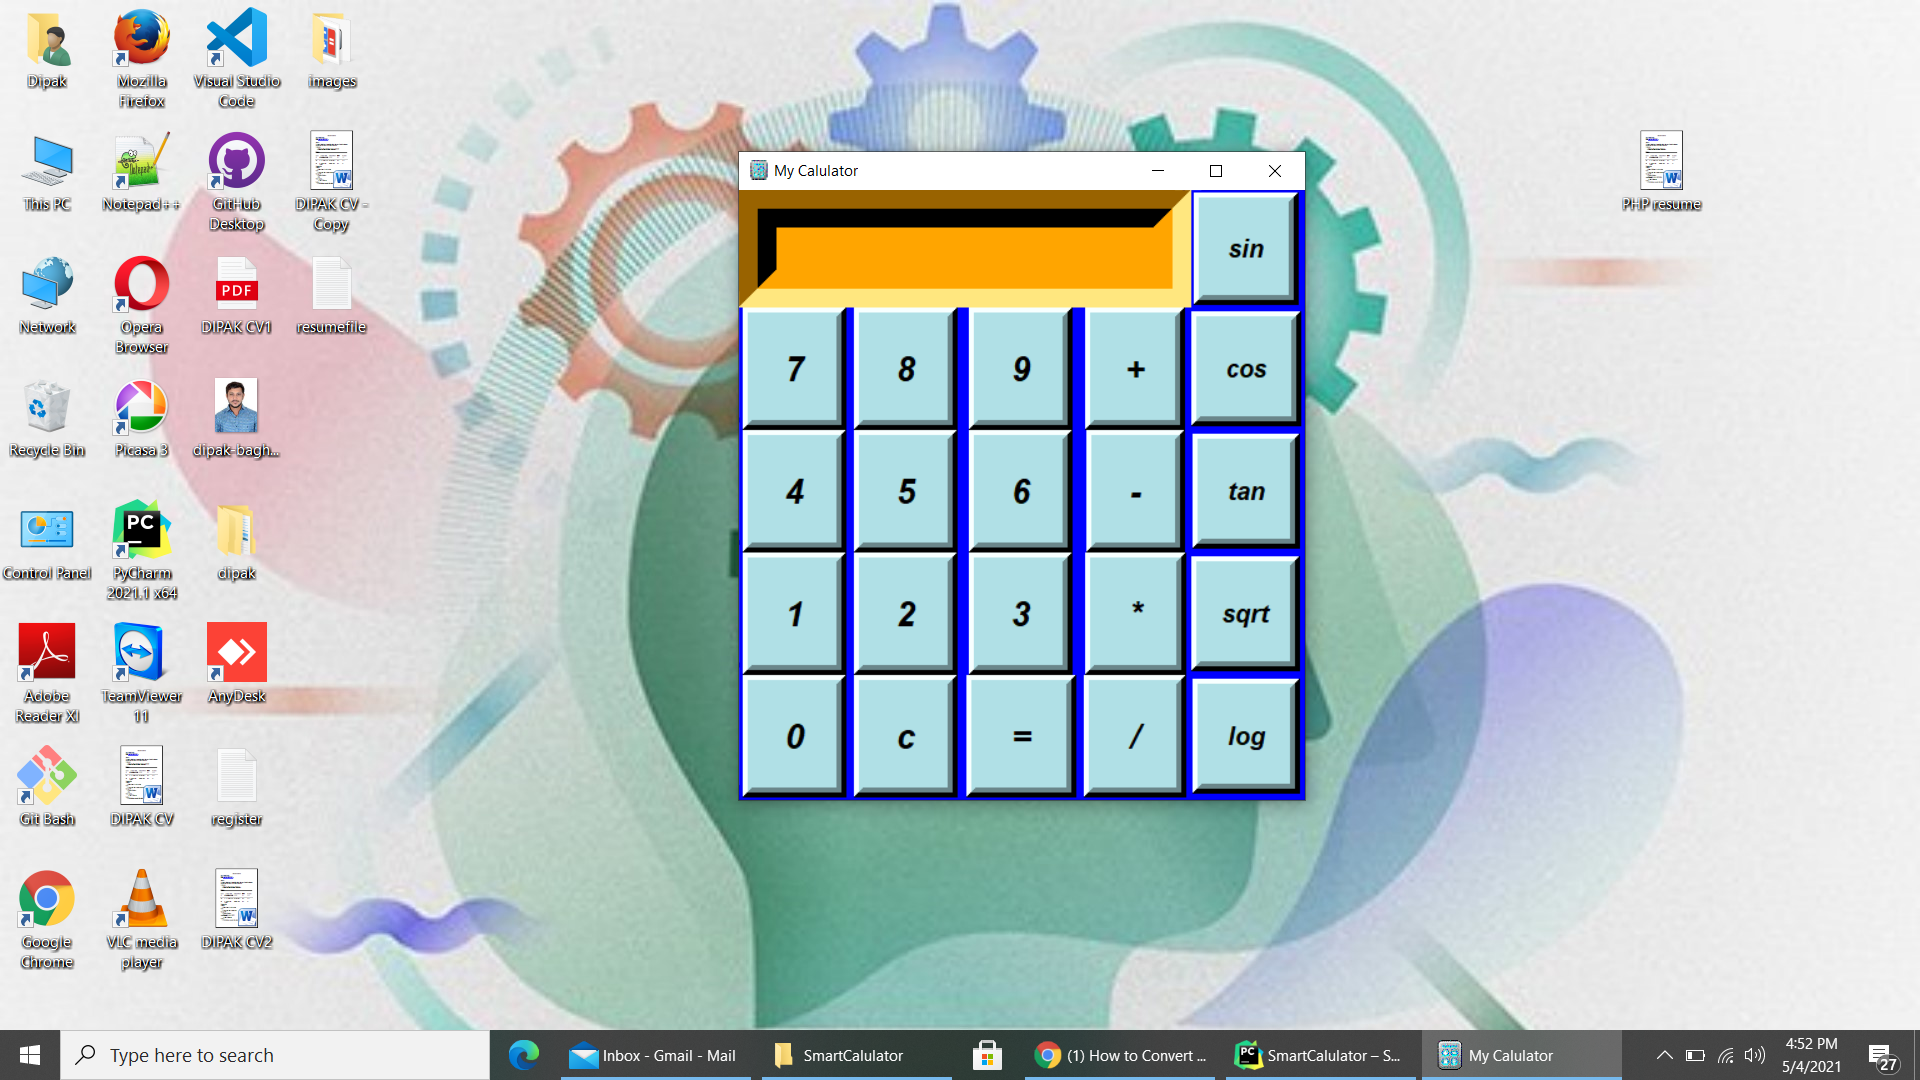 Dipak
Mozilla
Firefox
Visual Studio
Code
images
This PC
Notepad++
GitHub
Desktop
DIPAK CV -
Copy
PHP resume
Network
Opera
Browser
PDF
DIPAK CV1
resumefile
Recycle Bin
Picasa 3
dipak-bagh...
Control Panel
PC
PyCharm
2021.1 x64
dipak
Adobe
Reader XI
TeamViewer
11
AnyDesk
Git Bash
DIPAK CV
register
Google
Chrome
VLC media
player
DIPAK CV2
My Calulator
sin
7 8 9 + cos
4 5 6 - tan
1 2 3 * sqrt
0 c = / log
Type here to search
Inbox - Gmail - Mail
SmartCalulator
(1) How to Convert ...
SmartCalulator – S...
My Calulator
4:52 PM
5/4/2021
27